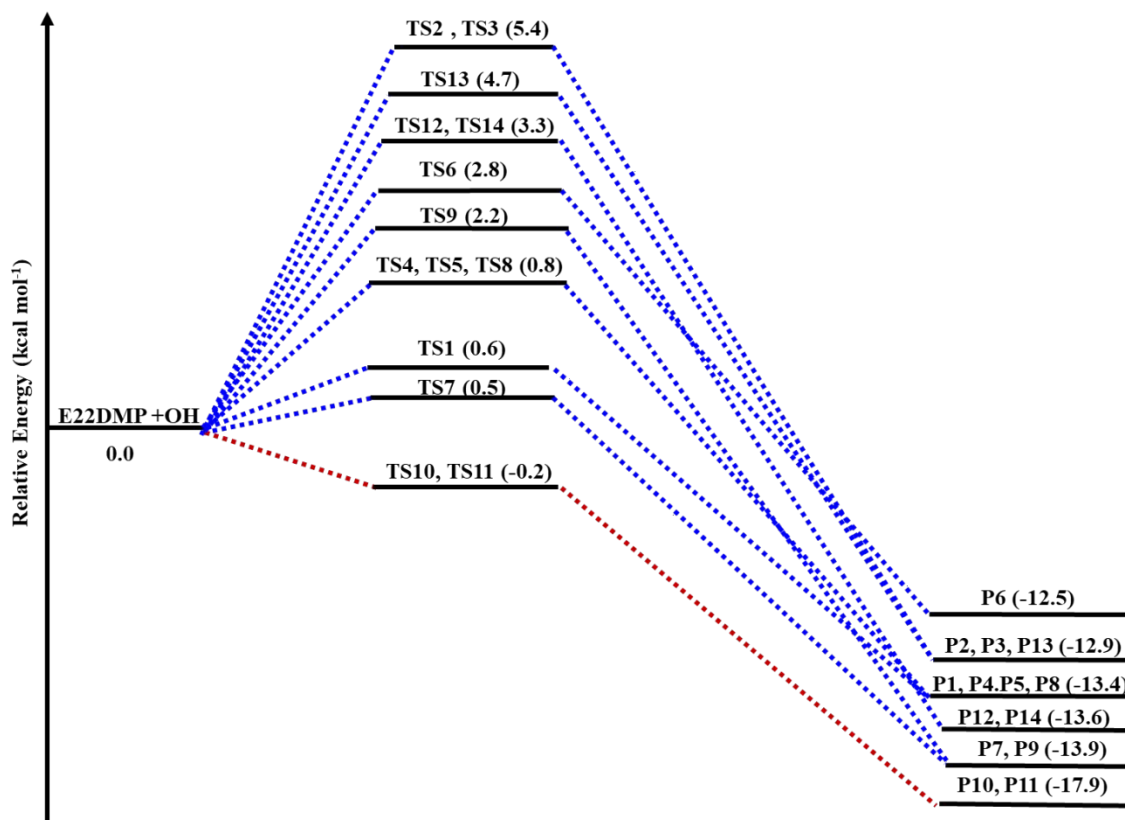 TS2 , TS3 (5.4)
TS13 (4.7)
TS12, TS14 (3.3)
TS6 (2.8)
TS9 (2.2)
TS4, TS5, TS8 (0.8)
TS1 (0.6)
TS7 (0.5)
E22DMP +OH
0.0
TS10, TS11 (-0.2)
Relative Energy (kcal mol-1)
P6 (-12.5)
P2, P3, P13 (-12.9)
P1, P4.P5, P8 (-13.4)
P12, P14 (-13.6)
P7, P9 (-13.9)
P10, P11 (-17.9)